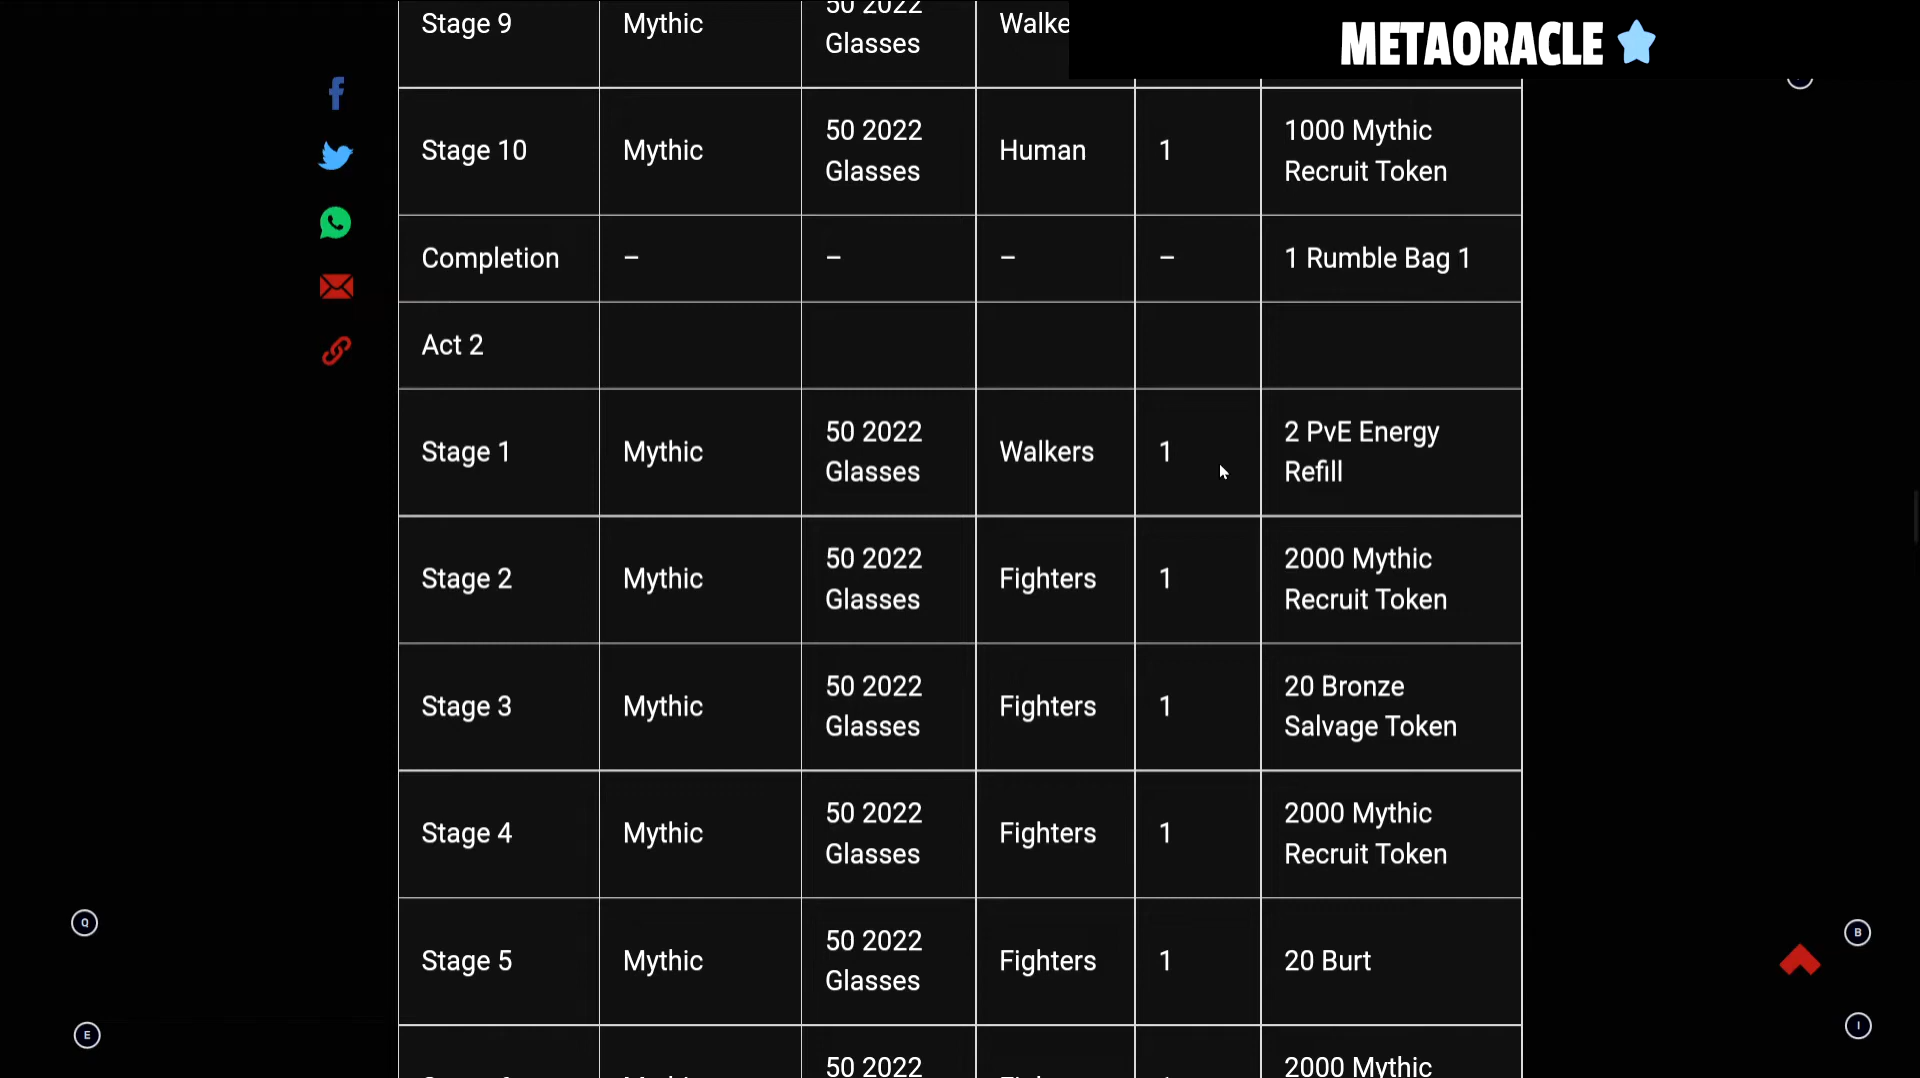 METAORACLE
Stage 9 Mythic 50 2022 Walke
Glasses
Stage 10 Mythic 50 2022 Human 1 1000 Mythic
Glasses Recruit Token
Completion – – – – 1 Rumble Bag 1
Act 2
Stage 1 Mythic 50 2022 Walkers 1 2 PvE Energy
Glasses Refill
Stage 2 Mythic 50 2022 Fighters 1 2000 Mythic
Glasses Recruit Token
Stage 3 Mythic 50 2022 Fighters 1 20 Bronze
Glasses Salvage Token
Stage 4 Mythic 50 2022 Fighters 1 2000 Mythic
Glasses Recruit Token
Stage 5 Mythic 50 2022 Fighters 1 20 Burt
Glasses
50 2022 2000 Mythic
Q
B
E
I